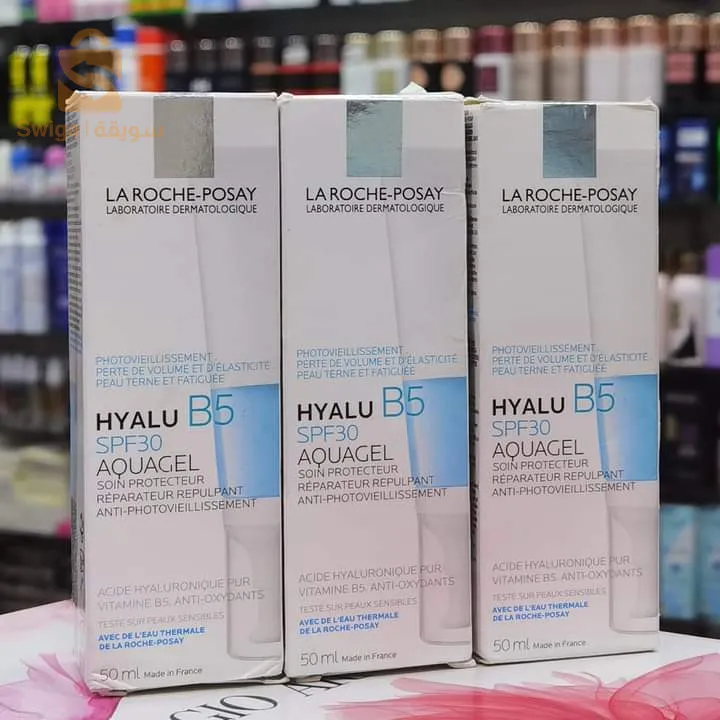 سويقة | Swiqa
LA ROCHE-POSAY
LABORATOIRE DERMATOLOGIQUE
PHOTOVIEILLISSEMENT,
PERTE DE VOLUME ET D'ÉLASTICITÉ
PEAU TERNE ET FATIGUÉE
HYALU B5
SPF30
AQUAGEL
SOIN PROTECTEUR
RÉPARATEUR REPULPANT
ANTI-PHOTOVIEILLISSEMENT
ACIDE HYALURONIQUE PUR
VITAMINE B5. ANTI-OXYDANTS
TESTÉ SUR PEAUX SENSIBLES
AVEC DE L'EAU THERMALE
DE LA ROCHE-POSAY
50 ml Made in France
LA ROCHE-POSAY
LABORATOIRE DERMATOLOGIQUE
PHOTOVIEILLISSEMENT,
PERTE DE VOLUME ET D'ÉLASTICITÉ
PEAU TERNE ET FATIGUÉE
HYALU B5
SPF30
AQUAGEL
SOIN PROTECTEUR
RÉPARATEUR REPULPANT
ANTI-PHOTOVIEILLISSEMENT
ACIDE HYALURONIQUE PUR
VITAMINE B5. ANTI-OXYDANTS
TESTÉ SUR PEAUX SENSIBLES
AVEC DE L'EAU THERMALE
DE LA ROCHE-POSAY
50 ml Made in France
LA ROCHE-POSAY
LABORATOIRE DERMATOLOGIQUE
PHOTOVIEILLISSEMENT,
PERTE DE VOLUME ET D'ÉLASTICITÉ
PEAU TERNE ET FATIGUÉE
HYALU B5
SPF30
AQUAGEL
SOIN PROTECTEUR
RÉPARATEUR REPULPANT
ANTI-PHOTOVIEILLISSEMENT
ACIDE HYALURONIQUE PUR
VITAMINE B5. ANTI-OXYDANTS
TESTÉ SUR PEAUX SENSIBLES
AVEC DE L'EAU THERMALE
DE LA ROCHE-POSAY
50 ml Made in France